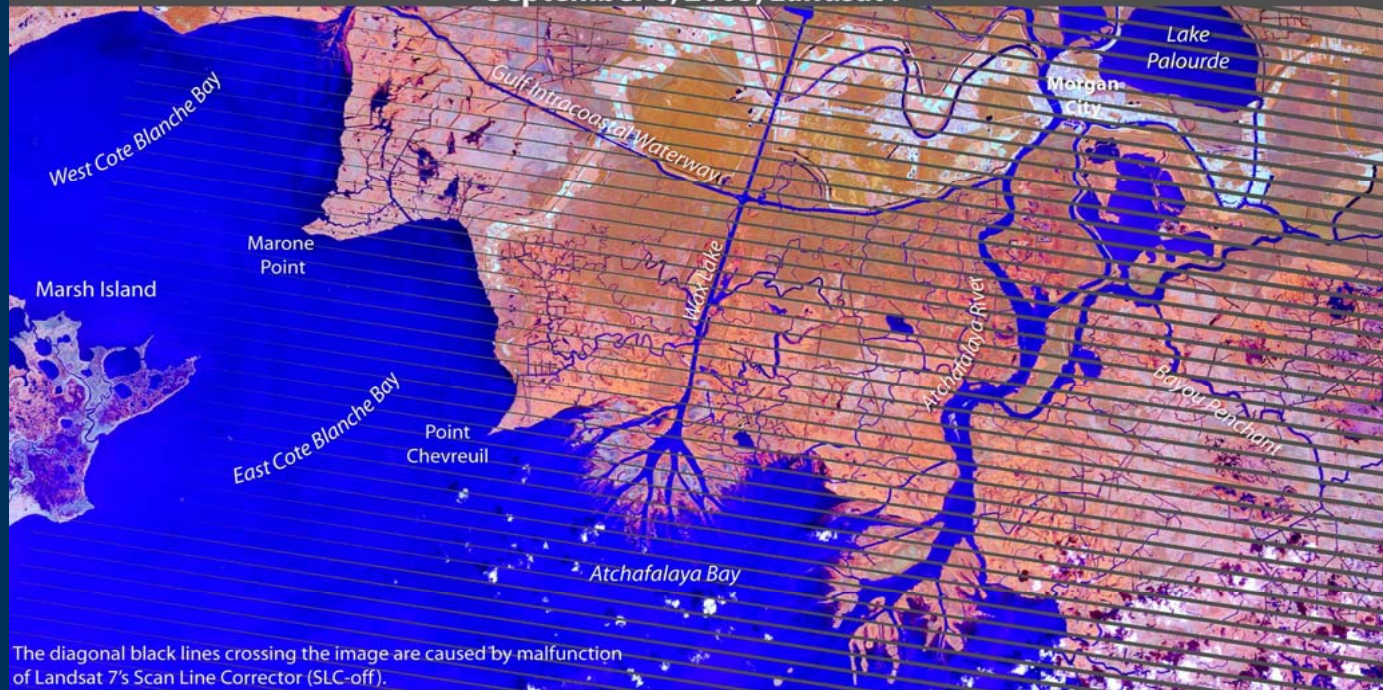 West Cote Blanche Bay
Gulf Intracoastal Waterway
Lake
Palourde
Morgan
City
Marone
Point
Marsh Island
Wax Lake
Atchafalaya River
Bayou Penchant
East Cote Blanche Bay
Point
Chevreuil
Atchafalaya Bay
The diagonal black lines crossing the image are caused by malfunction
of Landsat 7's Scan Line Corrector (SLC-off).